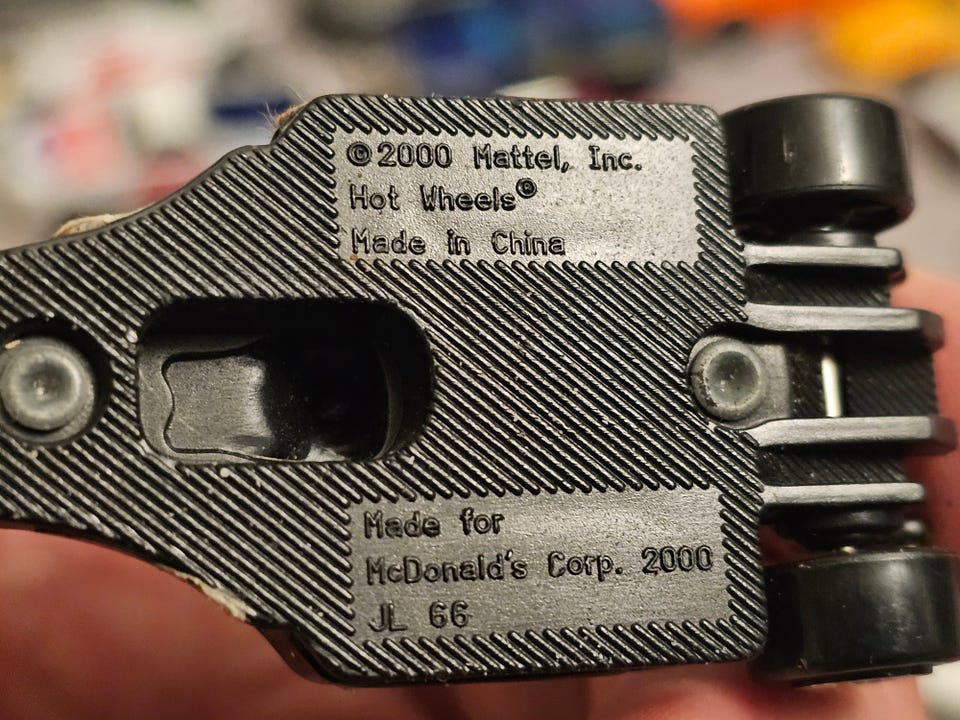 ©2000 Mattel, Inc.
Hot Wheels®
Made in China
Made for
McDonald's Corp. 2000
JL 66